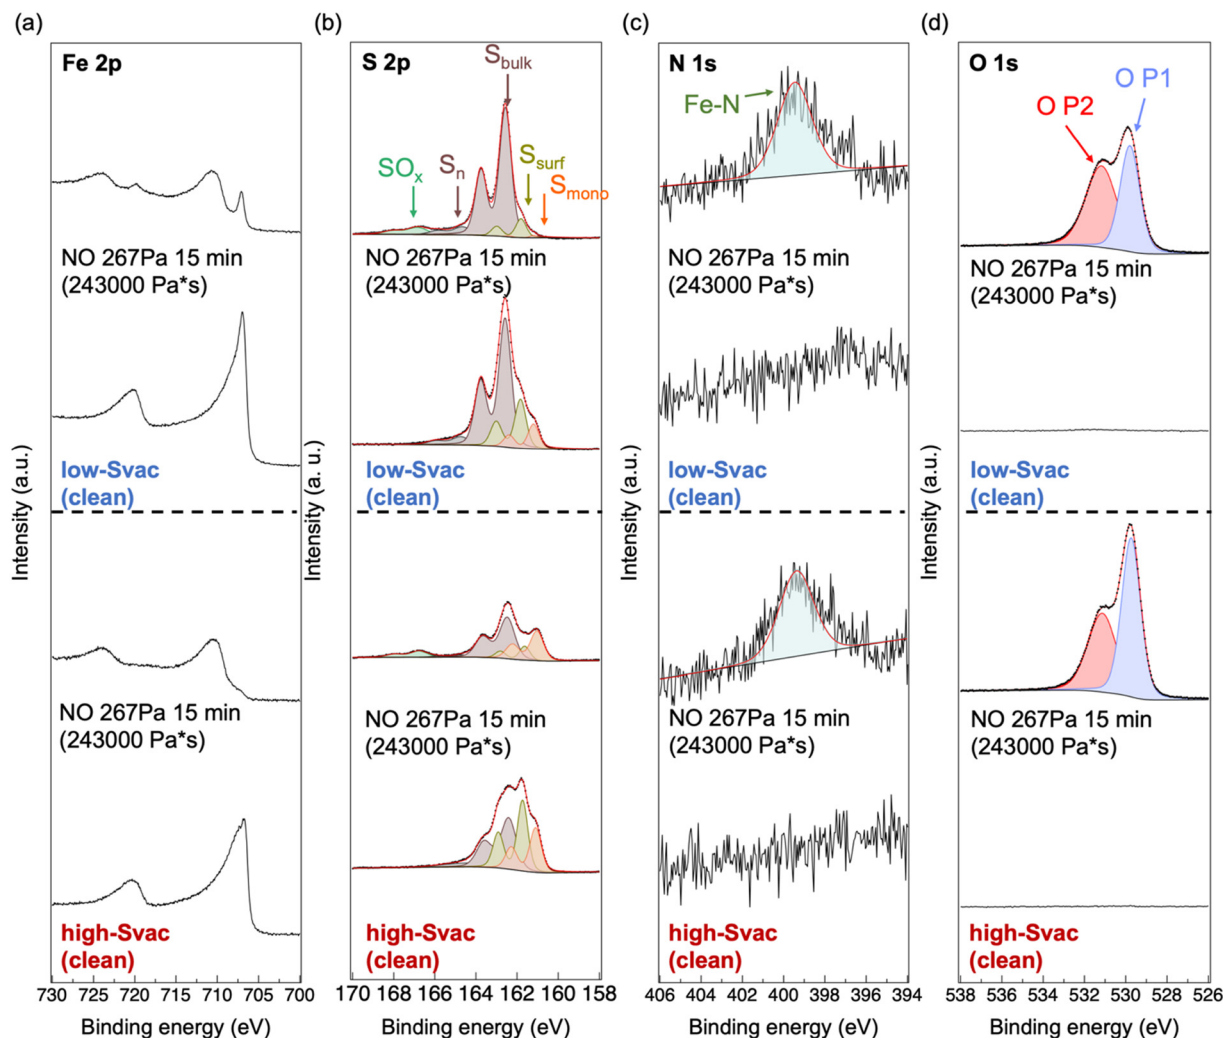 (a)
(b)
(c)
(d)
Fe 2p
S 2p
N 1s
O 1s
S_bulk
SO_x
S_n
S_surf
S_mono
Fe-N
O P2
O P1
NO 267Pa 15 min
(243000 Pa*s)
NO 267Pa 15 min
(243000 Pa*s)
NO 267Pa 15 min
(243000 Pa*s)
NO 267Pa 15 min
(243000 Pa*s)
low-Svac
(clean)
low-Svac
(clean)
low-Svac
(clean)
low-Svac
(clean)
NO 267Pa 15 min
(243000 Pa*s)
NO 267Pa 15 min
(243000 Pa*s)
NO 267Pa 15 min
(243000 Pa*s)
NO 267Pa 15 min
(243000 Pa*s)
high-Svac
(clean)
high-Svac
(clean)
high-Svac
(clean)
high-Svac
(clean)
Intensity (a.u.)
Intensity (a. u.)
Intensity (a.u.)
Intensity (a.u.)
730 725 720 715 710 705 700
170 168 166 164 162 160 158
406 404 402 400 398 396 394
538 536 534 532 530 528 526
Binding energy (eV)
Binding energy (eV)
Binding energy (eV)
Binding energy (eV)